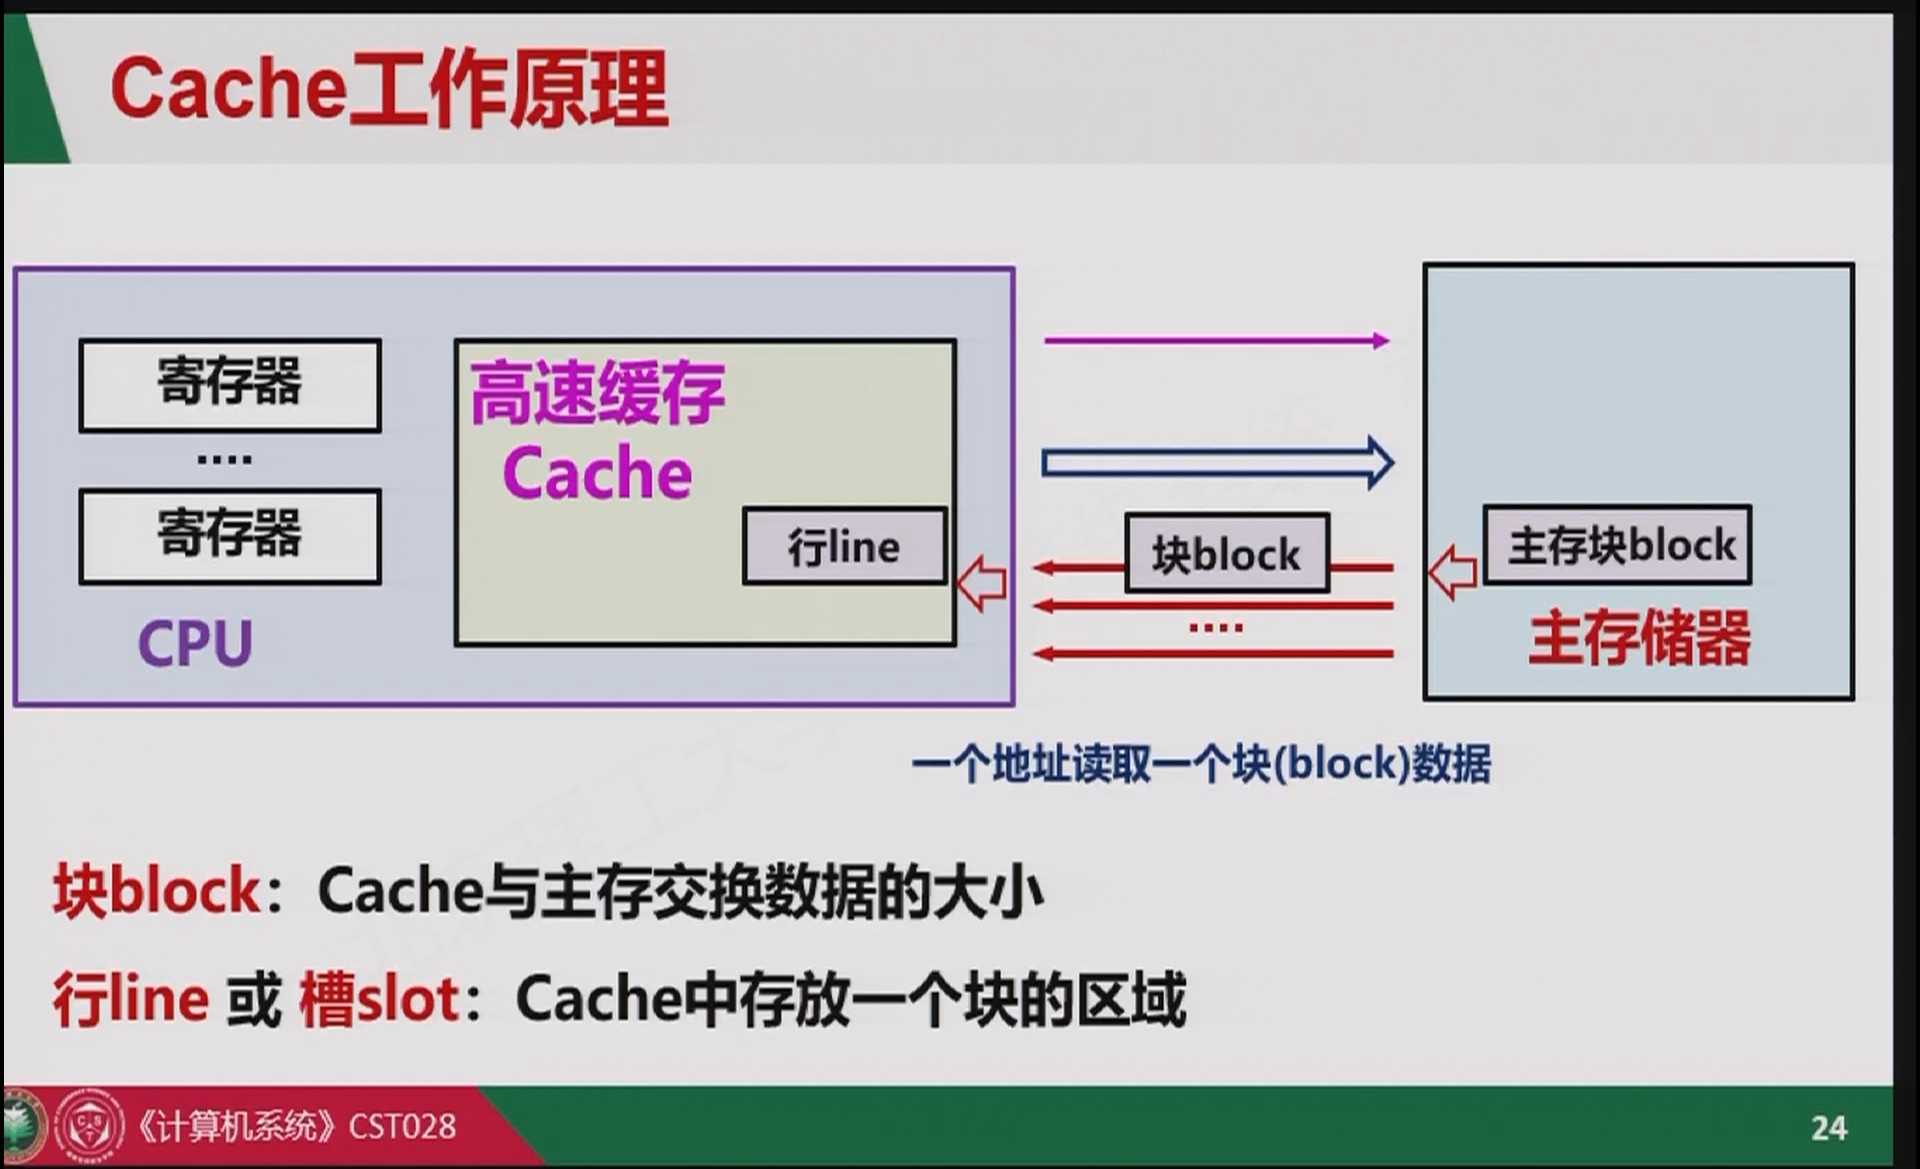 Cache工作原理
寄存器
....
寄存器
CPU
高速缓存
Cache
行line
块block
....
主存块block
主存储器
一个地址读取一个块(block)数据
块block：Cache与主存交换数据的大小
行line 或 槽slot：Cache中存放一个块的区域
《计算机系统》CST028
24